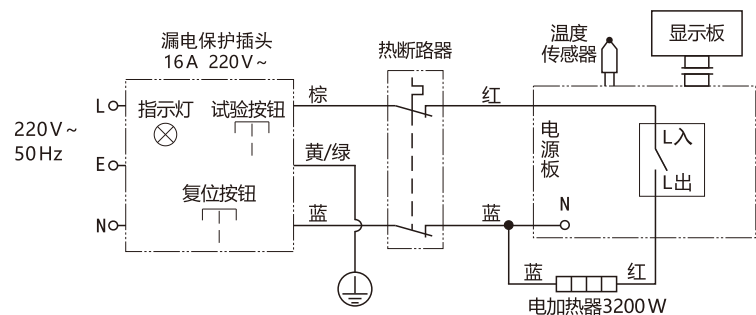 漏电保护插头
16A 220V~
热断路器
温度
传感器
显示板
220V~
50Hz
L
E
N
指示灯
试验按钮
复位按钮
棕
黄/绿
蓝
红
蓝
电源板
L入
L出
N
蓝
红
电加热器3200W